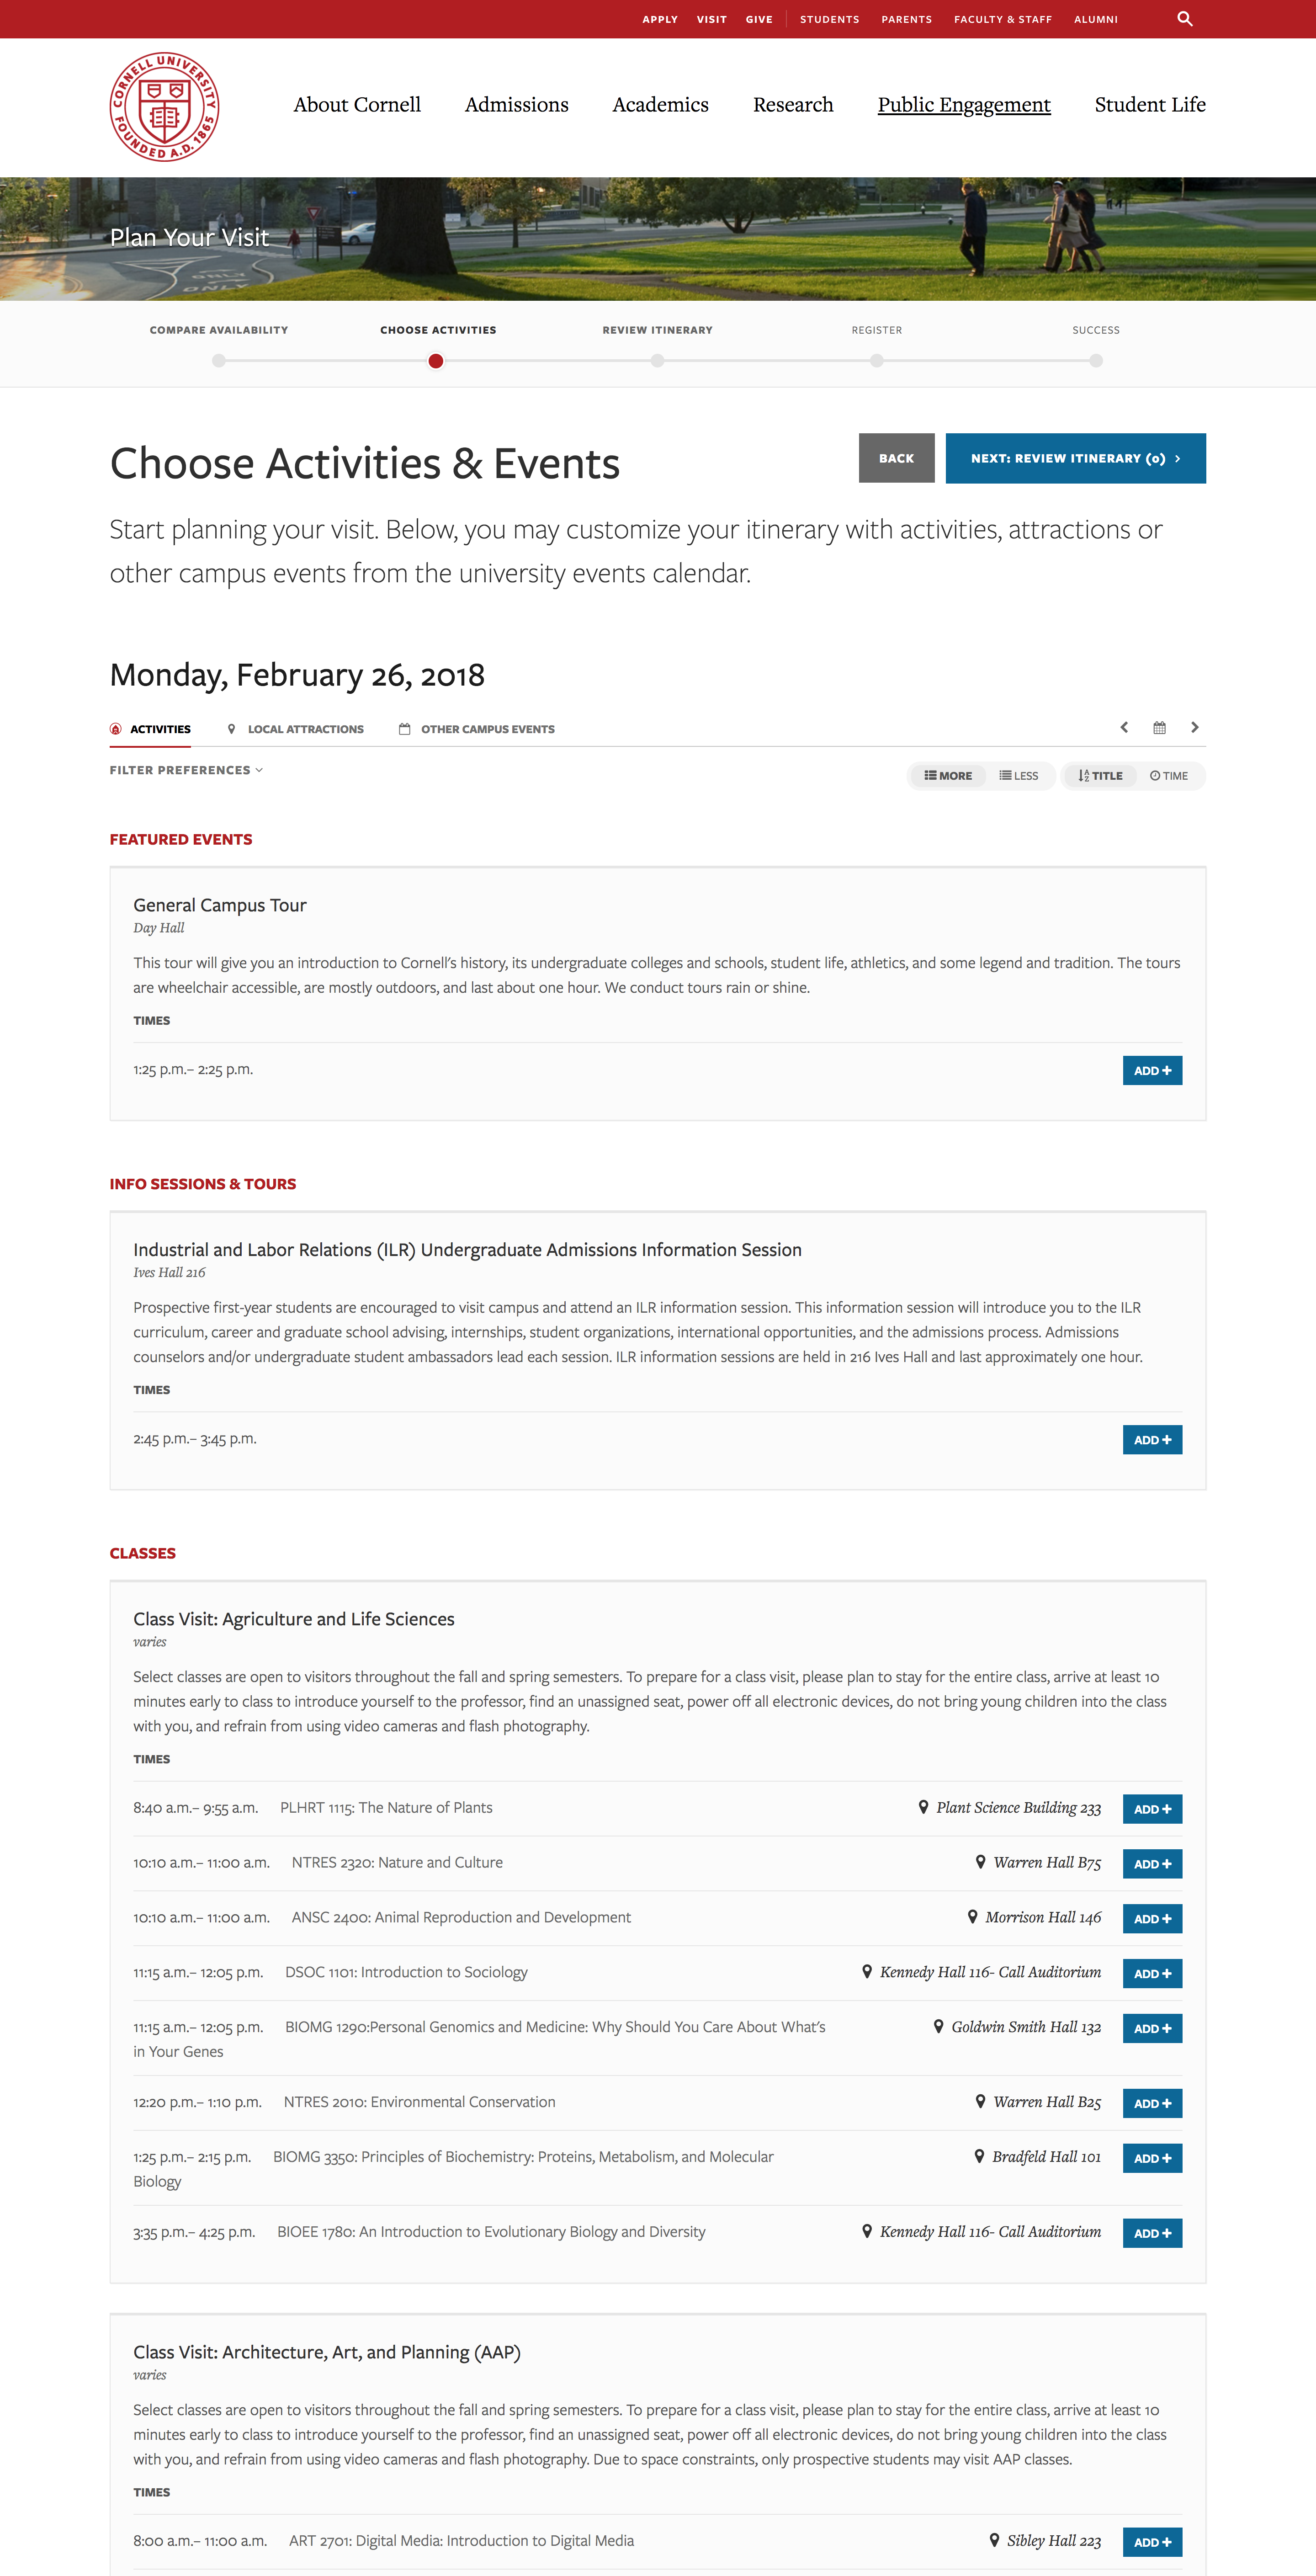 APPLY VISIT GIVE STUDENTS PARENTS FACULTY & STAFF ALUMNI
CORNELL UNIVERSITY
FOUNDED A.D. 1865
About Cornell Admissions Academics Research Public Engagement Student Life
Plan Your Visit
ONLY
ONLY
COMPARE AVAILABILITY CHOOSE ACTIVITIES REVIEW ITINERARY REGISTER SUCCESS
Choose Activities & Events
BACK
NEXT: REVIEW ITINERARY (0) >
Start planning your visit. Below, you may customize your itinerary with activities, attractions or
other campus events from the university events calendar.
Monday, February 26, 2018
ACTIVITIES LOCAL ATTRACTIONS OTHER CAMPUS EVENTS
FILTER PREFERENCES
MORE LESS TITLE TIME
FEATURED EVENTS
General Campus Tour
Day Hall
This tour will give you an introduction to Cornell's history, its undergraduate colleges and schools, student life, athletics, and some legend and tradition. The tours
are wheelchair accessible, are mostly outdoors, and last about one hour. We conduct tours rain or shine.
TIMES
1:25 p.m.– 2:25 p.m. ADD +
INFO SESSIONS & TOURS
Industrial and Labor Relations (ILR) Undergraduate Admissions Information Session
Ives Hall 216
Prospective first-year students are encouraged to visit campus and attend an ILR information session. This information session will introduce you to the ILR
curriculum, career and graduate school advising, internships, student organizations, international opportunities, and the admissions process. Admissions
counselors and/or undergraduate student ambassadors lead each session. ILR information sessions are held in 216 Ives Hall and last approximately one hour.
TIMES
2:45 p.m.– 3:45 p.m. ADD +
CLASSES
Class Visit: Agriculture and Life Sciences
varies
Select classes are open to visitors throughout the fall and spring semesters. To prepare for a class visit, please plan to stay for the entire class, arrive at least 10
minutes early to class to introduce yourself to the professor, find an unassigned seat, power off all electronic devices, do not bring young children into the class
with you, and refrain from using video cameras and flash photography.
TIMES
8:40 a.m.– 9:55 a.m. PLHRT 1115: The Nature of Plants Plant Science Building 233 ADD +
10:10 a.m.– 11:00 a.m. NTRES 2320: Nature and Culture Warren Hall B75 ADD +
10:10 a.m.– 11:00 a.m. ANSC 2400: Animal Reproduction and Development Morrison Hall 146 ADD +
11:15 a.m.– 12:05 p.m. DSOC 1101: Introduction to Sociology Kennedy Hall 116- Call Auditorium ADD +
11:15 a.m.– 12:05 p.m. BIOMG 1290:Personal Genomics and Medicine: Why Should You Care About What's Goldwin Smith Hall 132 ADD +
in Your Genes
12:20 p.m.– 1:10 p.m. NTRES 2010: Environmental Conservation Warren Hall B25 ADD +
1:25 p.m.– 2:15 p.m. BIOMG 3350: Principles of Biochemistry: Proteins, Metabolism, and Molecular Bradfeld Hall 101 ADD +
Biology
3:35 p.m.– 4:25 p.m. BIOEE 1780: An Introduction to Evolutionary Biology and Diversity Kennedy Hall 116- Call Auditorium ADD +
Class Visit: Architecture, Art, and Planning (AAP)
varies
Select classes are open to visitors throughout the fall and spring semesters. To prepare for a class visit, please plan to stay for the entire class, arrive at least 10
minutes early to class to introduce yourself to the professor, find an unassigned seat, power off all electronic devices, do not bring young children into the class
with you, and refrain from using video cameras and flash photography. Due to space constraints, only prospective students may visit AAP classes.
TIMES
8:00 a.m.– 11:00 a.m. ART 2701: Digital Media: Introduction to Digital Media Sibley Hall 223 ADD +